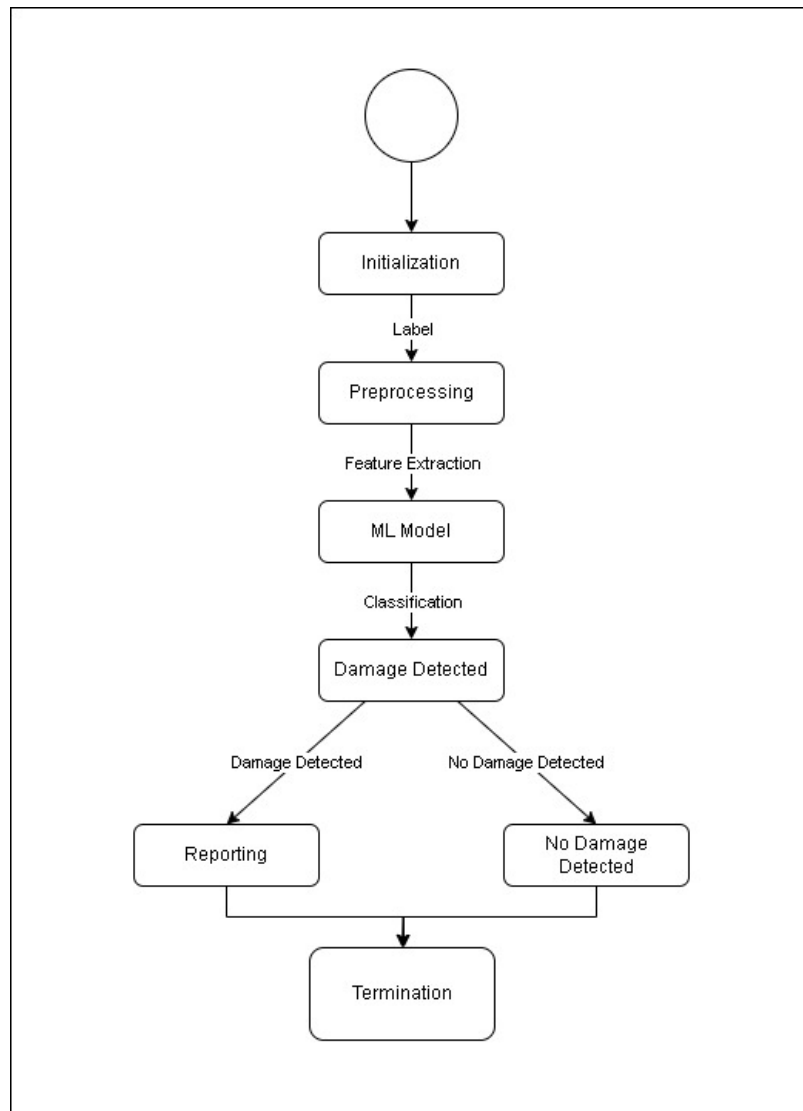 Initialization
Label
Preprocessing
Feature Extraction
ML Model
Classification
Damage Detected
Damage Detected
No Damage Detected
Reporting
No Damage
Detected
Termination